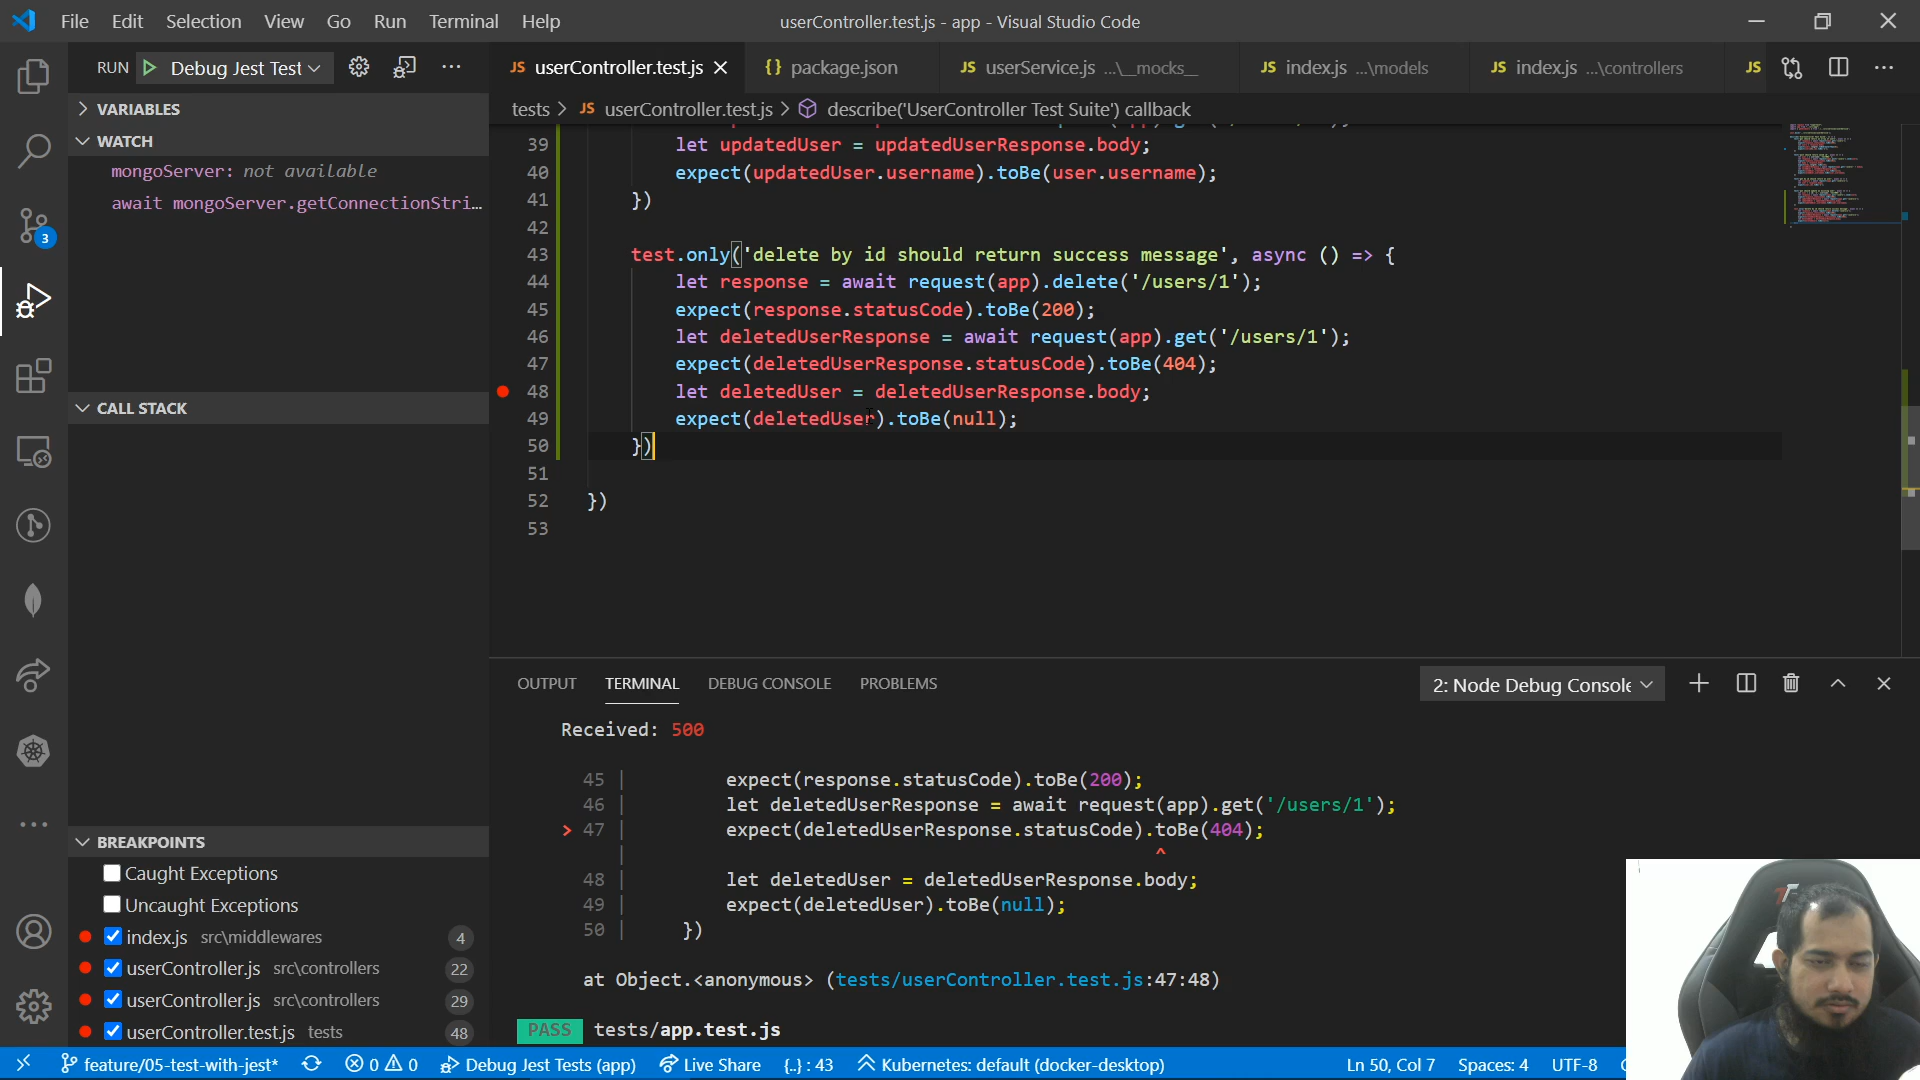 File Edit Selection View Go Run Terminal Help
userController.test.js - app - Visual Studio Code
RUN Debug Jest Test
JS userController.test.js
{} package.json
JS userService.js ...\__mocks__
JS index.js ...\models
JS index.js ...\controllers
JS
VARIABLES
WATCH
mongoServer: not available
await mongoServer.getConnectionStri...
CALL STACK
BREAKPOINTS
Caught Exceptions
Uncaught Exceptions
index.js src\middlewares 4
userController.js src\controllers 22
userController.js src\controllers 29
userController.test.js tests 48
3
tests > JS userController.test.js > describe('UserController Test Suite') callback
39 let updatedUser = updatedUserResponse.body;
40 expect(updatedUser.username).toBe(user.username);
41 })
42
43 test.only('delete by id should return success message', async () => {
44 let response = await request(app).delete('/users/1');
45 expect(response.statusCode).toBe(200);
46 let deletedUserResponse = await request(app).get('/users/1');
47 expect(deletedUserResponse.statusCode).toBe(404);
48 let deletedUser = deletedUserResponse.body;
49 expect(deletedUser).toBe(null);
50 })
51
52 })
53
OUTPUT TERMINAL DEBUG CONSOLE PROBLEMS
2: Node Debug Console
Received: 500
45 | expect(response.statusCode).toBe(200);
46 | let deletedUserResponse = await request(app).get('/users/1');
> 47 | expect(deletedUserResponse.statusCode).toBe(404);
| ^
48 | let deletedUser = deletedUserResponse.body;
49 | expect(deletedUser).toBe(null);
50 | })
at Object.<anonymous> (tests/userController.test.js:47:48)
PASS tests/app.test.js
feature/05-test-with-jest* 0 0 Debug Jest Tests (app) Live Share {..} : 43 Kubernetes: default (docker-desktop) Ln 50, Col 7 Spaces: 4 UTF-8